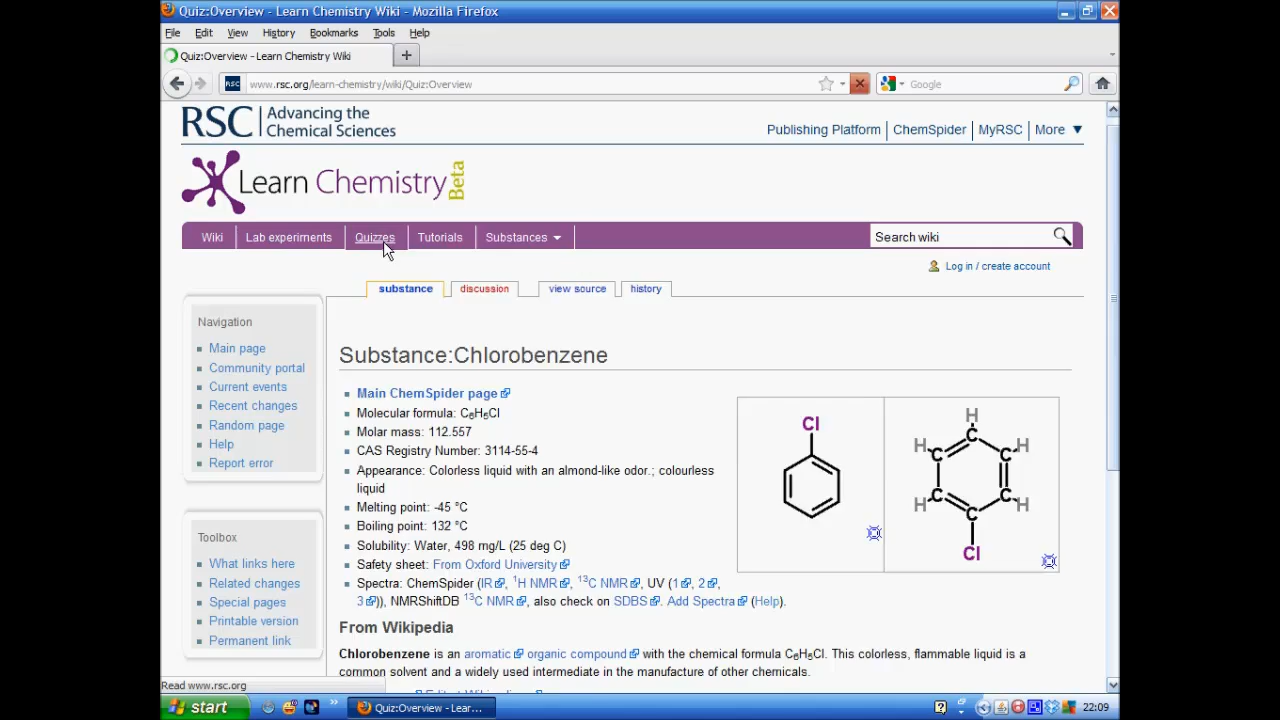 Quiz:Overview - Learn Chemistry Wiki - Mozilla Firefox
File Edit View History Bookmarks Tools Help
Quiz:Overview - Learn Chemistry Wiki
RSC www.rsc.org/learn-chemistry/wiki/Quiz:Overview Google
RSC Advancing the
Chemical Sciences
Publishing Platform ChemSpider MyRSC More
Learn Chemistry Beta
Wiki Lab experiments Quizzes Tutorials Substances Search wiki
Log in / create account
substance discussion view source history
Navigation
Main page
Community portal
Current events
Recent changes
Random page
Help
Report error
Toolbox
What links here
Related changes
Special pages
Printable version
Permanent link
Substance:Chlorobenzene
Main ChemSpider page
Molecular formula: C₆H₅Cl
Molar mass: 112.557
CAS Registry Number: 3114-55-4
Appearance: Colorless liquid with an almond-like odor.; colourless
liquid
Melting point: -45 °C
Boiling point: 132 °C
Solubility: Water, 498 mg/L (25 deg C)
Safety sheet: From Oxford University
Spectra: ChemSpider (IR, ¹H NMR, ¹³C NMR, UV (1, 2,
3)), NMRShiftDB ¹³C NMR, also check on SDBS. Add Spectra (Help).
Cl
H
C
H C C H
H C C H
C
Cl
From Wikipedia
Chlorobenzene is an aromatic organic compound with the chemical formula C₆H₅Cl. This colorless, flammable liquid is a
common solvent and a widely used intermediate in the manufacture of other chemicals.
Read www.rsc.org
start Quiz:Overview - Lear... 22:09